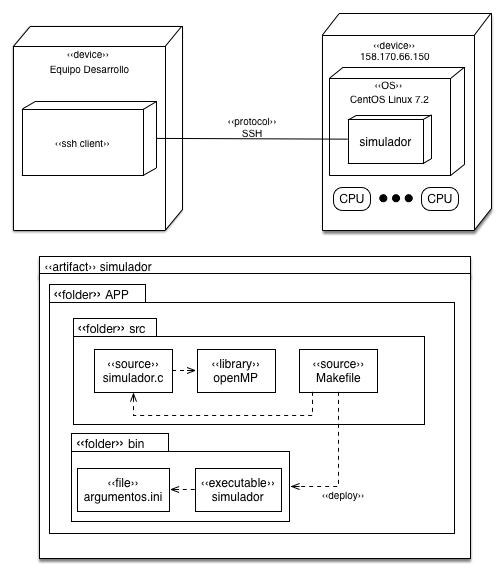 ‹‹device››
Equipo Desarrollo
‹‹ssh client››
‹‹protocol››
SSH
‹‹device››
158.170.66.150
‹‹OS››
CentOS Linux 7.2
simulador
CPU
CPU
‹‹artifact›› simulador
‹‹folder›› APP
‹‹folder›› src
‹‹source››
simulador.c
‹‹library››
openMP
‹‹source››
Makefile
‹‹folder›› bin
‹‹file››
argumentos.ini
‹‹executable››
simulador
‹‹deploy››